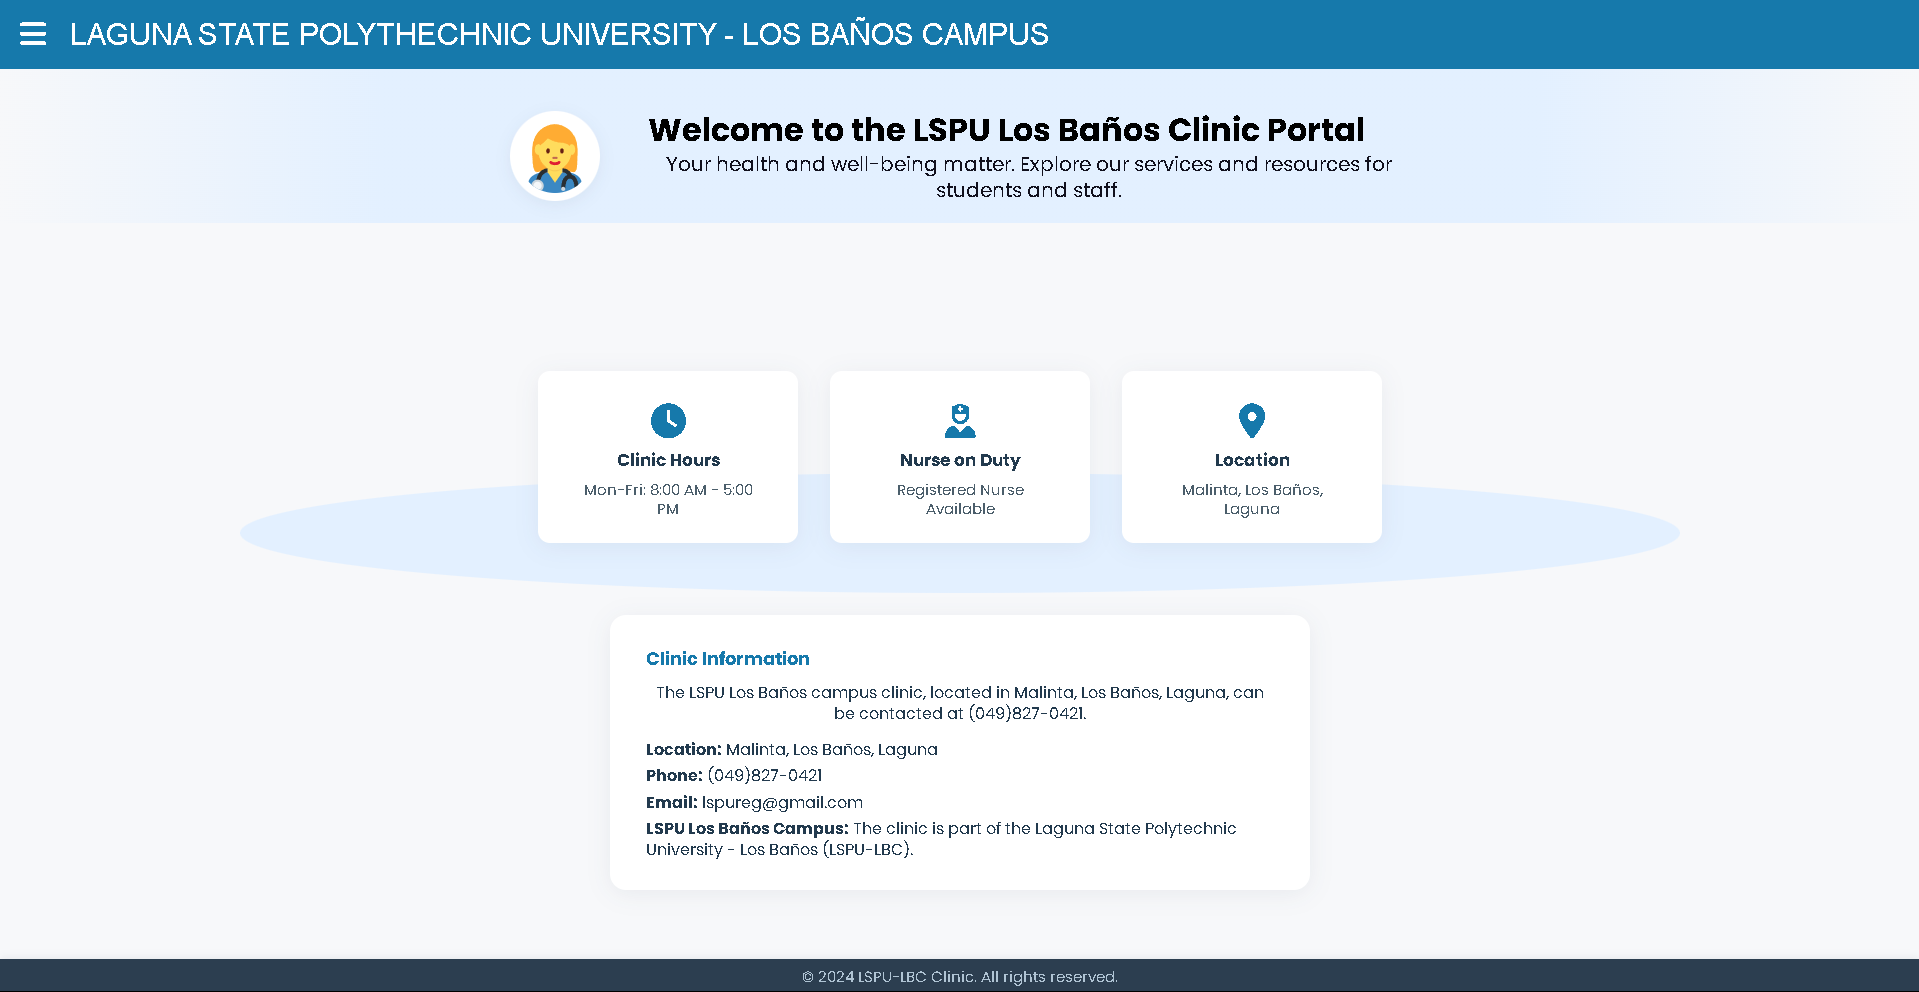 LAGUNA STATE POLYTHECHNIC UNIVERSITY - LOS BAÑOS CAMPUS
Welcome to the LSPU Los Baños Clinic Portal
Your health and well-being matter. Explore our services and resources for
students and staff.
Clinic Hours
Mon-Fri: 8:00 AM - 5:00
PM
Nurse on Duty
Registered Nurse
Available
Location
Malinta, Los Baños,
Laguna
Clinic Information
The LSPU Los Baños campus clinic, located in Malinta, Los Baños, Laguna, can
be contacted at (049)827-0421.
Location: Malinta, Los Baños, Laguna
Phone: (049)827-0421
Email: lspureg@gmail.com
LSPU Los Baños Campus: The clinic is part of the Laguna State Polytechnic
University - Los Baños (LSPU-LBC).
© 2024 LSPU-LBC Clinic. All rights reserved.